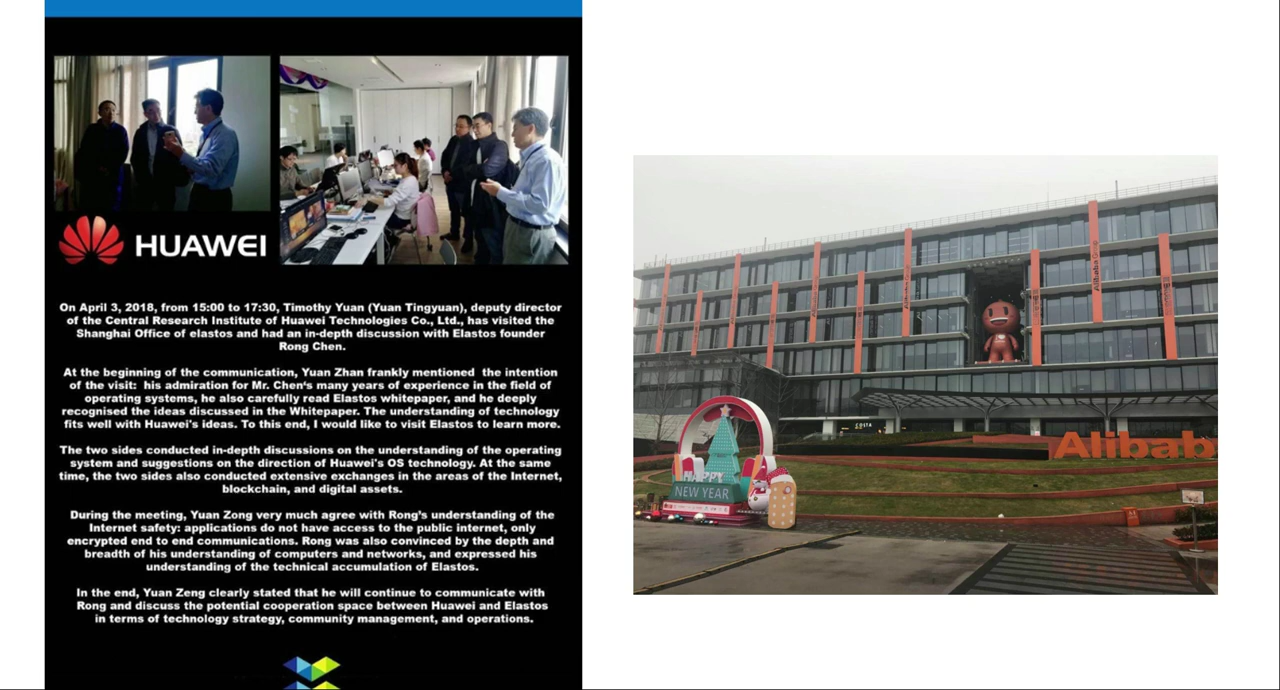 HUAWEI
On April 3, 2018, from 15:00 to 17:30, Timothy Yuan (Yuan Tingyuan), deputy director
of the Central Research Institute of Huawei Technologies Co., Ltd., has visited the
Shanghai Office of elastos and had an in-depth discussion with Elastos founder
Rong Chen.
At the beginning of the communication, Yuan Zhan frankly mentioned the intention
of the visit: his admiration for Mr. Chen's many years of experience in the field of
operating systems, he also carefully read Elastos whitepaper, and he deeply
recognised the ideas discussed in the Whitepaper. The understanding of technology
fits well with Huawei's ideas. To this end, I would like to visit Elastos to learn more.
The two sides conducted in-depth discussions on the understanding of the operating
system and suggestions on the direction of Huawei's OS technology. At the same
time, the two sides also conducted extensive exchanges in the areas of the Internet,
blockchain, and digital assets.
During the meeting, Yuan Zong very much agree with Rong's understanding of the
Internet safety: applications do not have access to the public internet, only
encrypted end to end communications. Rong was also convinced by the depth and
breadth of his understanding of computers and networks, and expressed his
understanding of the technical accumulation of Elastos.
In the end, Yuan Zeng clearly stated that he will continue to communicate with
Rong and discuss the potential cooperation space between Huawei and Elastos
in terms of technology strategy, community management, and operations.
Alibaba Group
Alibaba Group
COSTA
Alibab
HAPPY
NEW YEAR